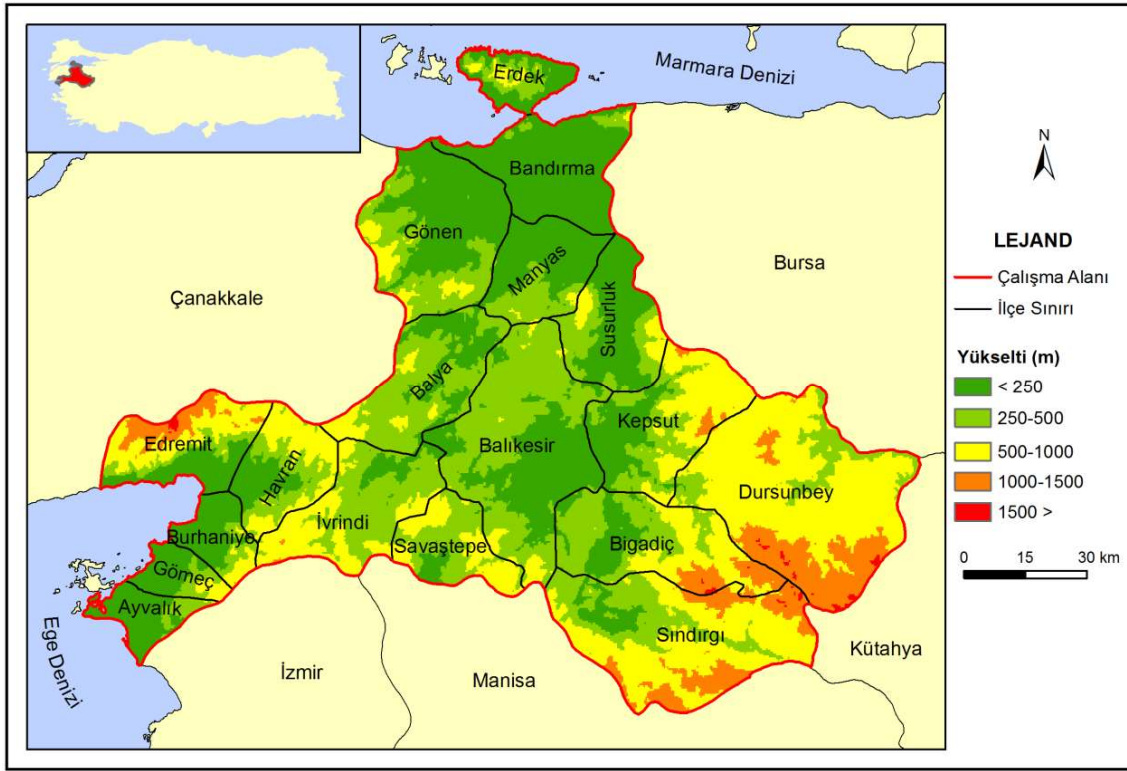 Marmara Denizi
Erdek
Bandırma
Gönen
Manyas
Bursa
Çanakkale
Susurluk
Balya
Kepsut
Edremit
Havran
Balıkesir
Dursunbey
İvrindi
Burhaniye
Savaştepe
Bigadiç
Gömeç
Ayvalık
Sındırgı
Ege Denizi
İzmir
Manisa
Kütahya
N
LEJAND
Çalışma Alanı
İlçe Sınırı
Yükselti (m)
< 250
250-500
500-1000
1000-1500
1500 >
0 15 30 km